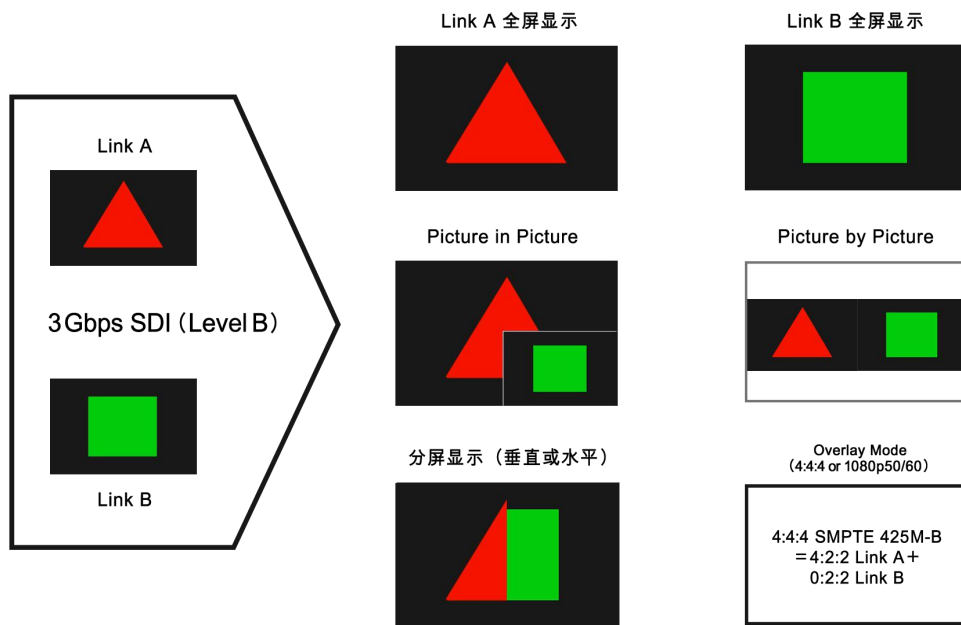 Link A 全屏显示
Link B 全屏显示
Link A
3Gbps SDI（Level B）
Link B
Picture in Picture
Picture by Picture
分屏显示（垂直或水平）
Overlay Mode
（4:4:4 or 1080p50/60）
4:4:4 SMPTE 425M-B
＝4:2:2 Link A＋
0:2:2 Link B